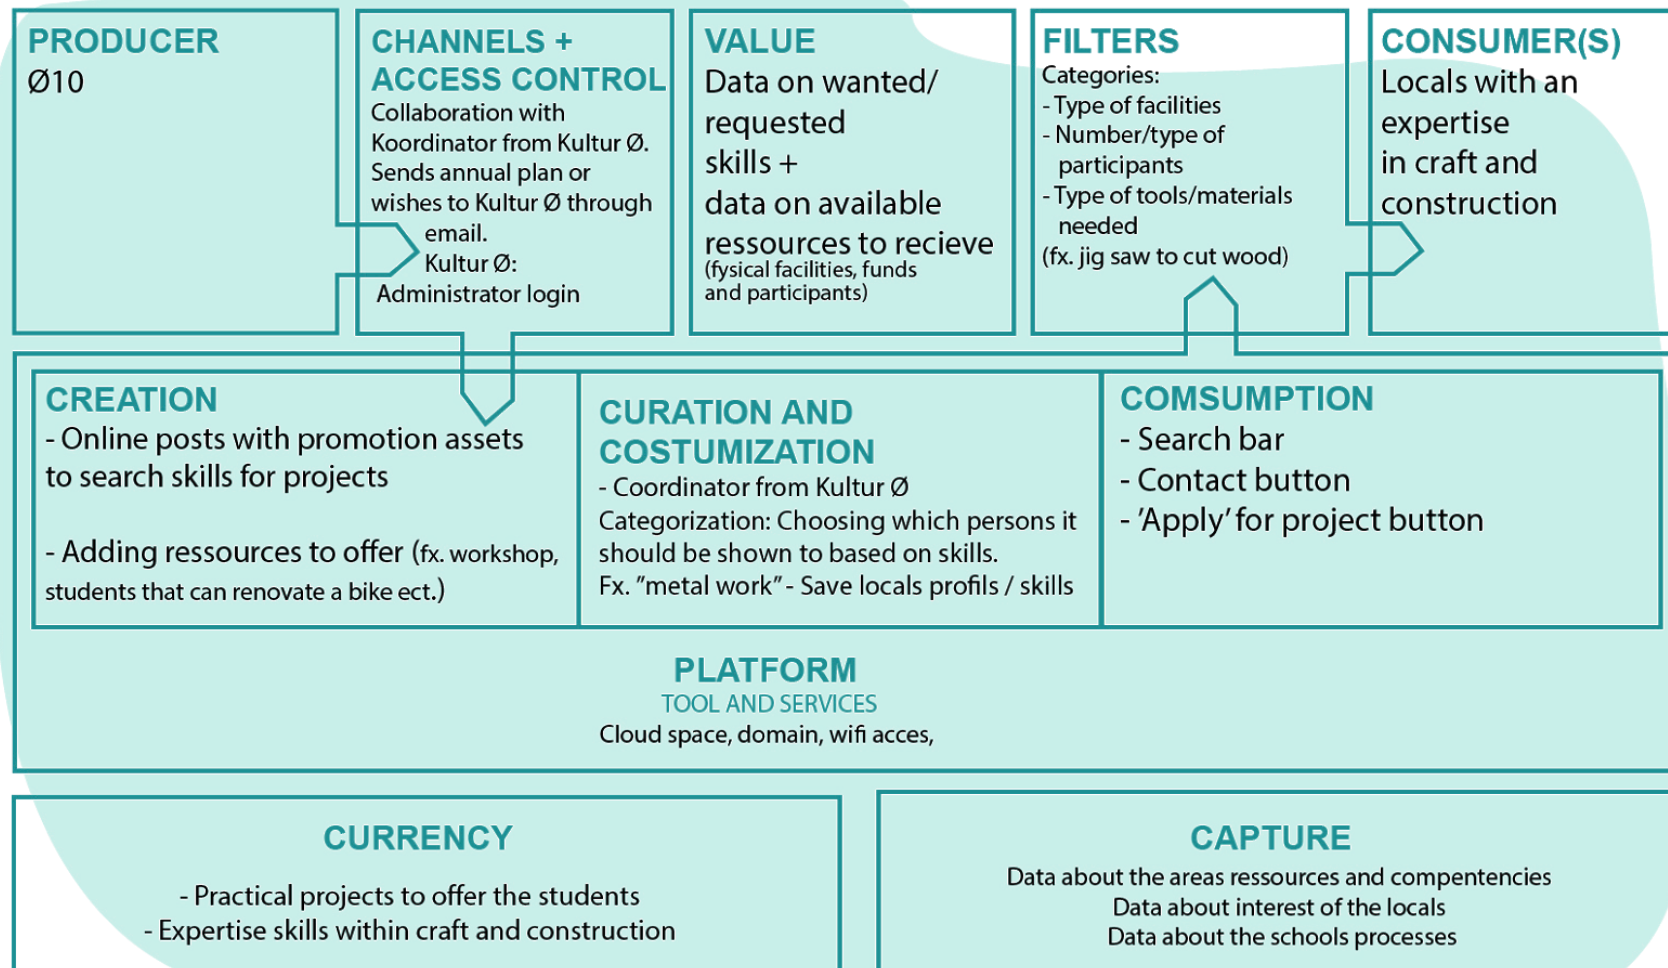 PRODUCER
Ø10
CHANNELS +
ACCESS CONTROL
Collaboration with
Koordinator from Kultur Ø.
Sends annual plan or
wishes to Kultur Ø through
email.
Kultur Ø:
Administrator login
VALUE
Data on wanted/
requested
skills +
data on available
ressources to recieve
(fysical facilities, funds
and participants)
FILTERS
Categories:
- Type of facilities
- Number/type of
participants
- Type of tools/materials
needed
(fx. jig saw to cut wood)
CONSUMER(S)
Locals with an
expertise
in craft and
construction
CREATION
- Online posts with promotion assets
to search skills for projects
- Adding ressources to offer (fx. workshop,
students that can renovate a bike ect.)
CURATION AND
COSTUMIZATION
- Coordinator from Kultur Ø
Categorization: Choosing which persons it
should be shown to based on skills.
Fx. ”metal work” - Save locals profils / skills
COMSUMPTION
- Search bar
- Contact button
- ’Apply’ for project button
PLATFORM
TOOL AND SERVICES
Cloud space, domain, wifi acces,
CURRENCY
- Practical projects to offer the students
- Expertise skills within craft and construction
CAPTURE
Data about the areas ressources and compentencies
Data about interest of the locals
Data about the schools processes